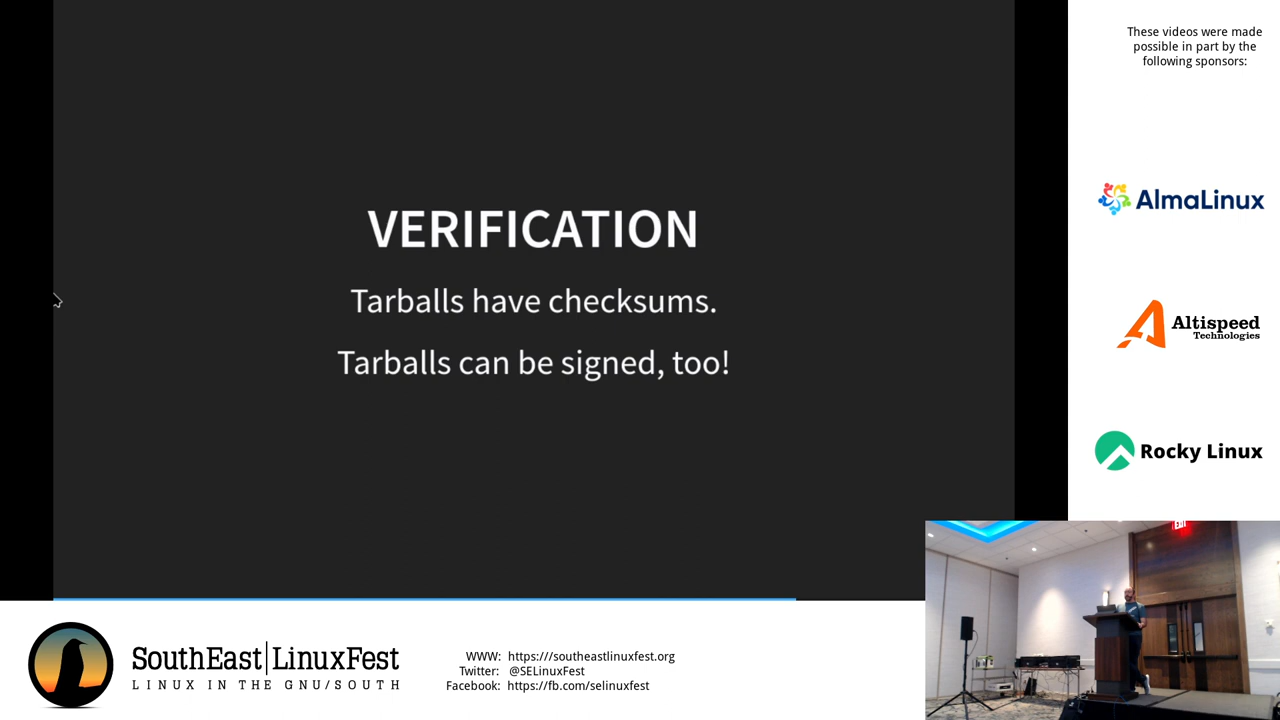 These videos were made
possible in part by the
following sponsors:
VERIFICATION
Tarballs have checksums.
Tarballs can be signed, too!
AlmaLinux
Altispeed
Technologies
Rocky Linux
EXIT
SouthEast LinuxFest
LINUX IN THE GNU/SOUTH
WWW: https:///southeastlinuxfest.org
Twitter: @SELinuxFest
Facebook: https://fb.com/selinuxfest